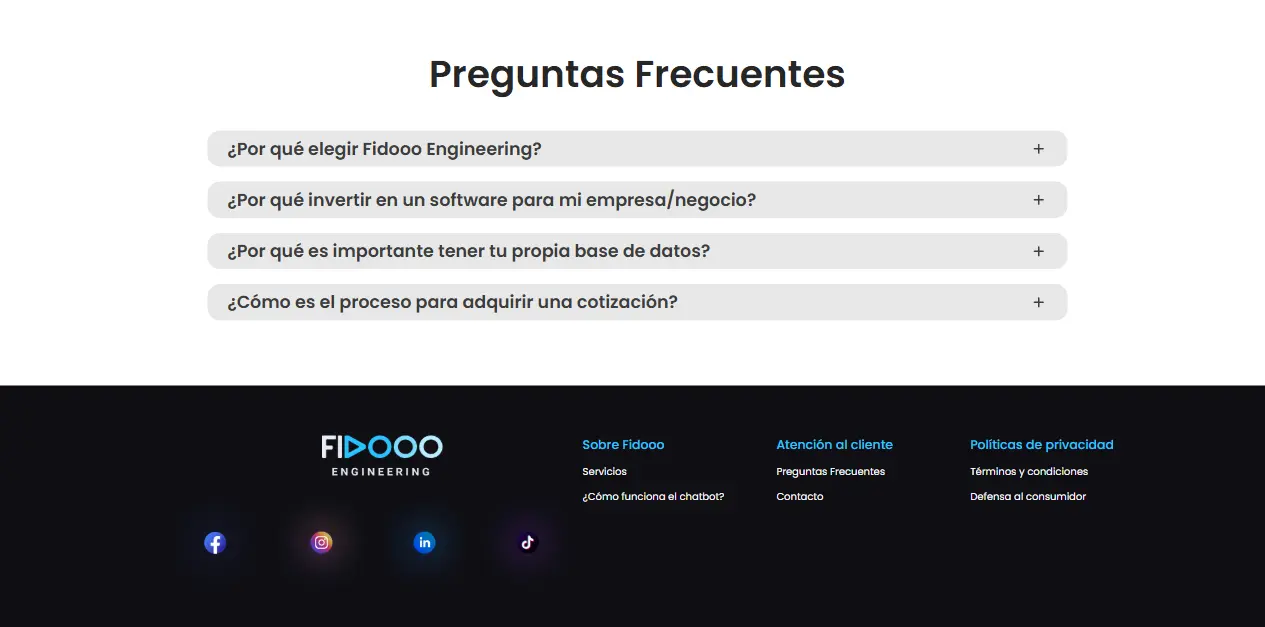 Preguntas Frecuentes
¿Por qué elegir Fidooo Engineering?
+
¿Por qué invertir en un software para mi empresa/negocio?
+
¿Por qué es importante tener tu propia base de datos?
+
¿Cómo es el proceso para adquirir una cotización?
+
FIDOOO
ENGINEERING
Sobre Fidooo
Servicios
¿Cómo funciona el chatbot?
Atención al cliente
Preguntas Frecuentes
Contacto
Políticas de privacidad
Términos y condiciones
Defensa al consumidor
in